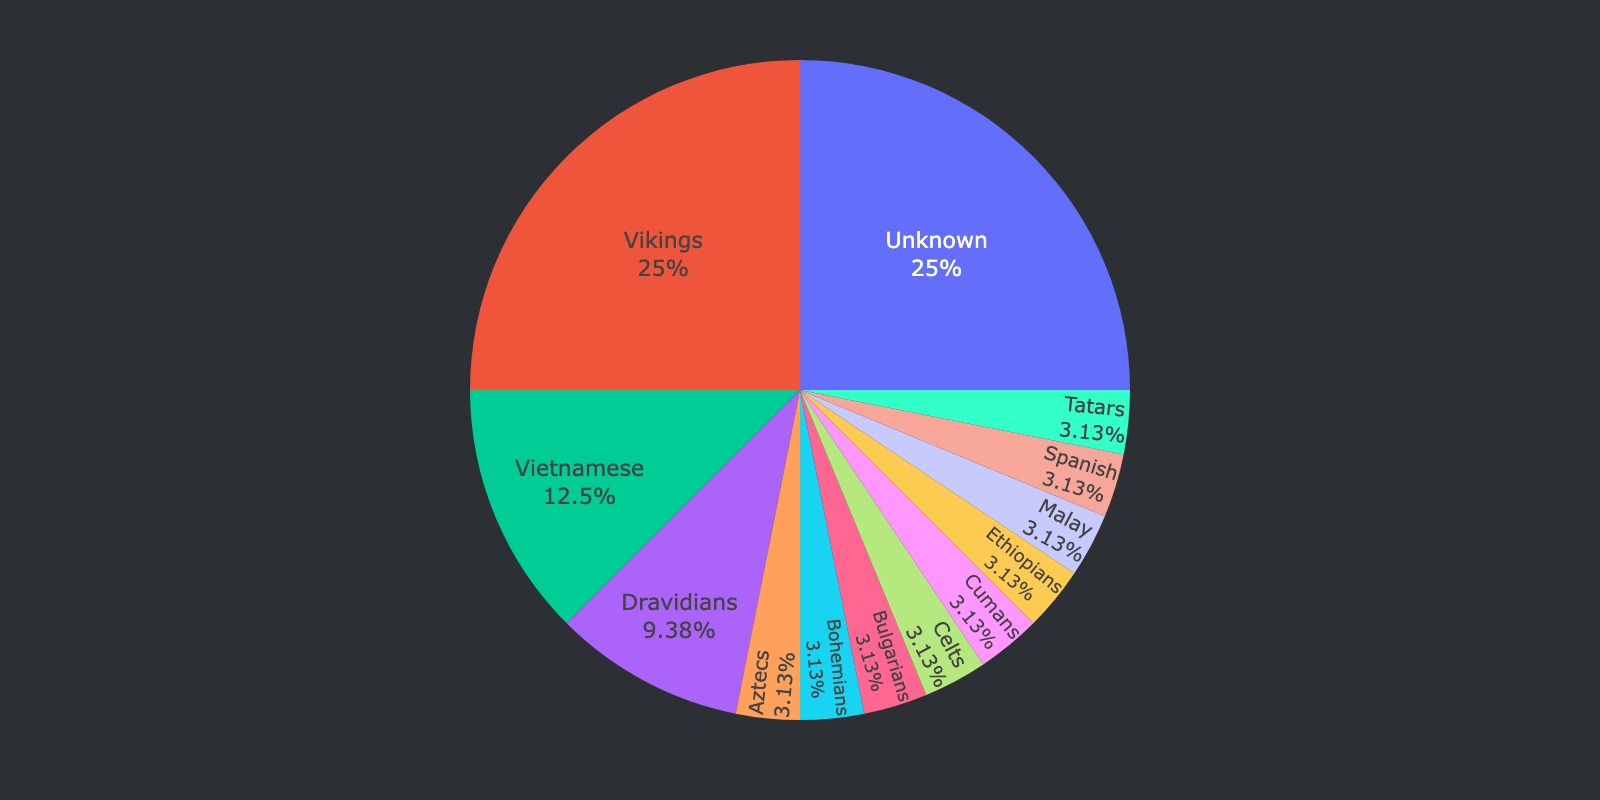 Vikings
25%
Unknown
25%
Vietnamese
12.5%
Dravidians
9.38%
Aztecs
3.13%
Bohemians
3.13%
Bulgarians
3.13%
Celts
3.13%
Cumans
3.13%
Ethiopians
3.13%
Malay
3.13%
Spanish
3.13%
Tatars
3.13%